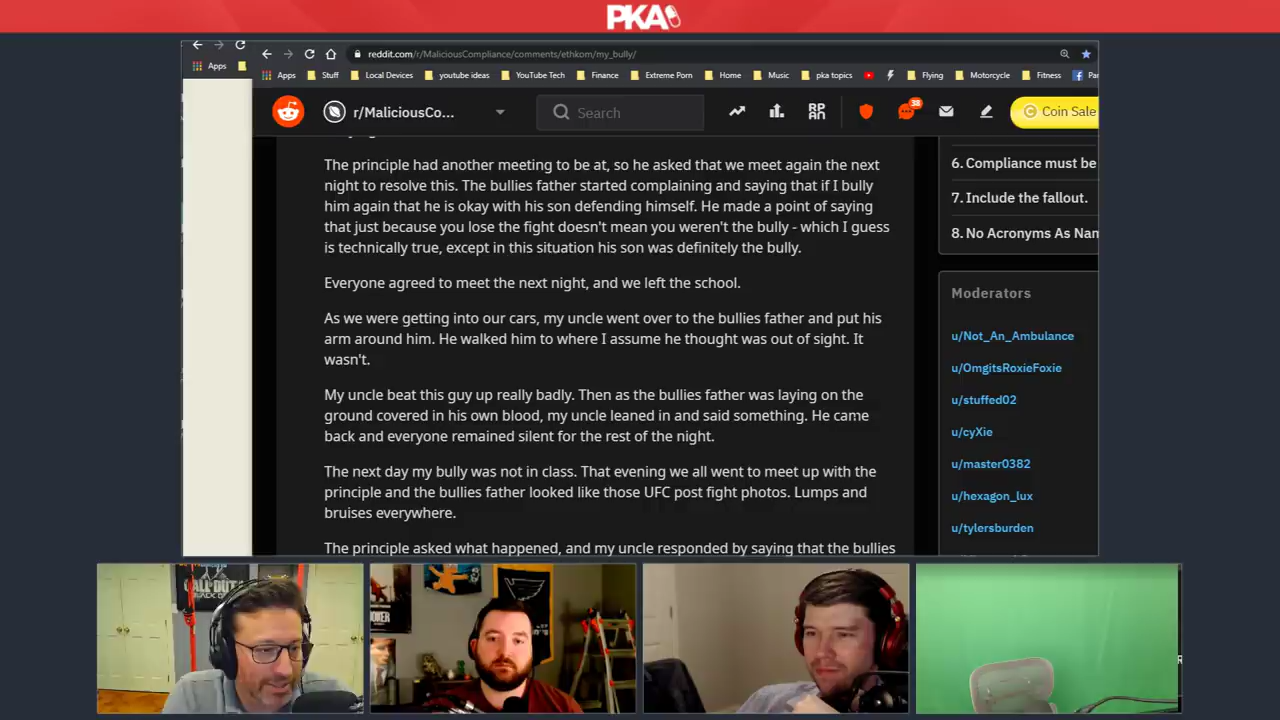 PKA
reddit.com/r/MaliciousCompliance/comments/ethkom/my_bully/
Apps
Apps Stuff Local Devices youtube ideas YouTube Tech Finance Extreme Porn Home Music pka topics Flying Motorcycle Fitness
r/MaliciousCo... Search RPAN 38 Coin Sale
The principle had another meeting to be at, so he asked that we meet again the next
night to resolve this. The bullies father started complaining and saying that if I bully
him again that he is okay with his son defending himself. He made a point of saying
that just because you lose the fight doesn't mean you weren't the bully - which I guess
is technically true, except in this situation his son was definitely the bully.
Everyone agreed to meet the next night, and we left the school.
As we were getting into our cars, my uncle went over to the bullies father and put his
arm around him. He walked him to where I assume he thought was out of sight. It
wasn't.
My uncle beat this guy up really badly. Then as the bullies father was laying on the
ground covered in his own blood, my uncle leaned in and said something. He came
back and everyone remained silent for the rest of the night.
The next day my bully was not in class. That evening we all went to meet up with the
principle and the bullies father looked like those UFC post fight photos. Lumps and
bruises everywhere.
The principle asked what happened, and my uncle responded by saying that the bullies
6. Compliance must be
7. Include the fallout.
8. No Acronyms As Nam
Moderators
u/Not_An_Ambulance
u/OmgitsRoxieFoxie
u/stuffed02
u/cyXie
u/master0382
u/hexagon_lux
u/tylersburden
CALL OF DUTY